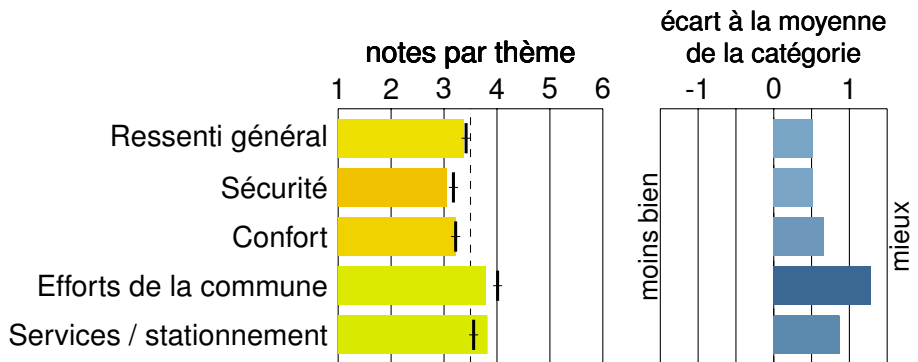 notes par thème
1 2 3 4 5 6
écart à la moyenne
de la catégorie
-1 0 1
Ressenti général
Sécurité
Confort
Efforts de la commune
Services / stationnement
moins bien
mieux